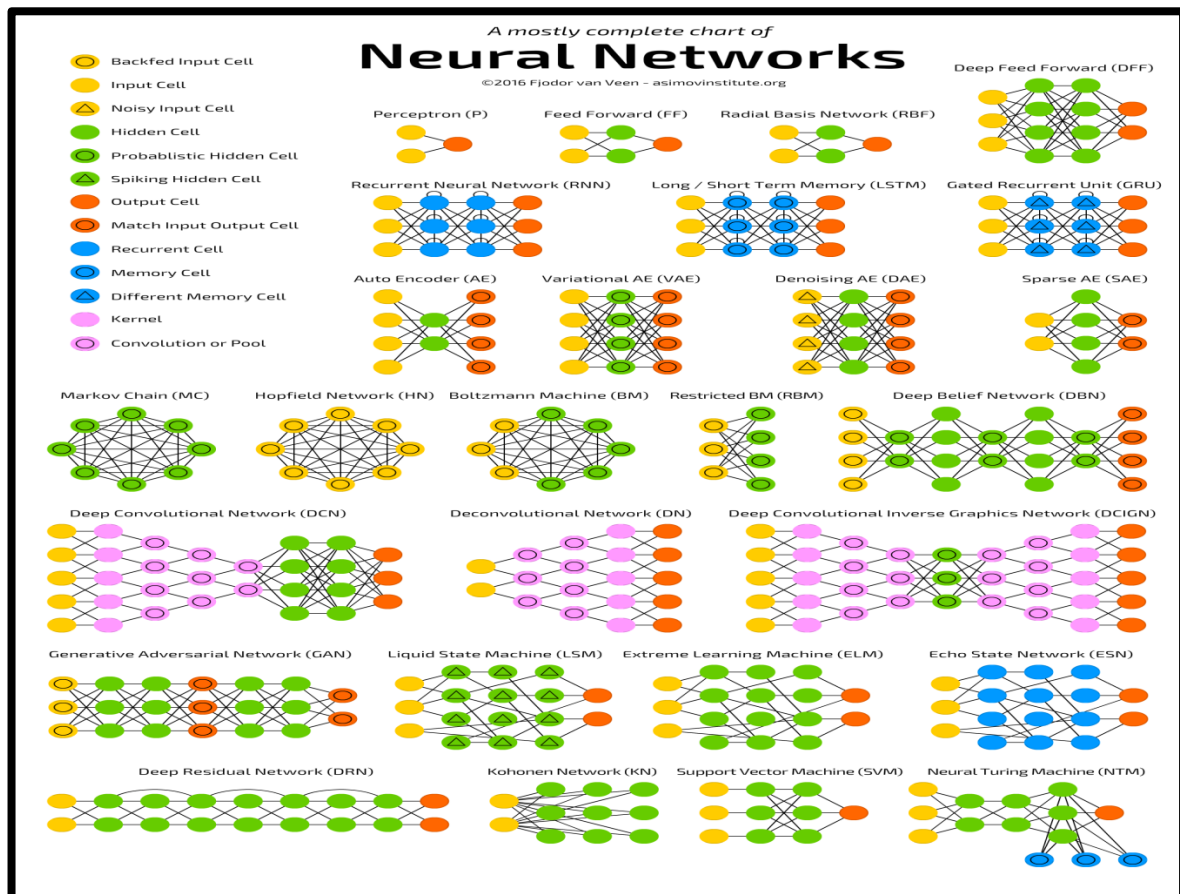 A mostly complete chart of
Neural Networks
©2016 Fjodor van Veen - asimovinstitute.org
Backfed Input Cell
Input Cell
Noisy Input Cell
Hidden Cell
Probablistic Hidden Cell
Spiking Hidden Cell
Output Cell
Match Input Output Cell
Recurrent Cell
Memory Cell
Different Memory Cell
Kernel
Convolution or Pool
Deep Feed Forward (DFF)
Perceptron (P)
Feed Forward (FF)
Radial Basis Network (RBF)
Recurrent Neural Network (RNN)
Long / Short Term Memory (LSTM)
Gated Recurrent Unit (GRU)
Auto Encoder (AE)
Variational AE (VAE)
Denoising AE (DAE)
Sparse AE (SAE)
Markov Chain (MC)
Hopfield Network (HN)
Boltzmann Machine (BM)
Restricted BM (RBM)
Deep Belief Network (DBN)
Deep Convolutional Network (DCN)
Deconvolutional Network (DN)
Deep Convolutional Inverse Graphics Network (DCIGN)
Generative Adversarial Network (GAN)
Liquid State Machine (LSM)
Extreme Learning Machine (ELM)
Echo State Network (ESN)
Deep Residual Network (DRN)
Kohonen Network (KN)
Support Vector Machine (SVM)
Neural Turing Machine (NTM)